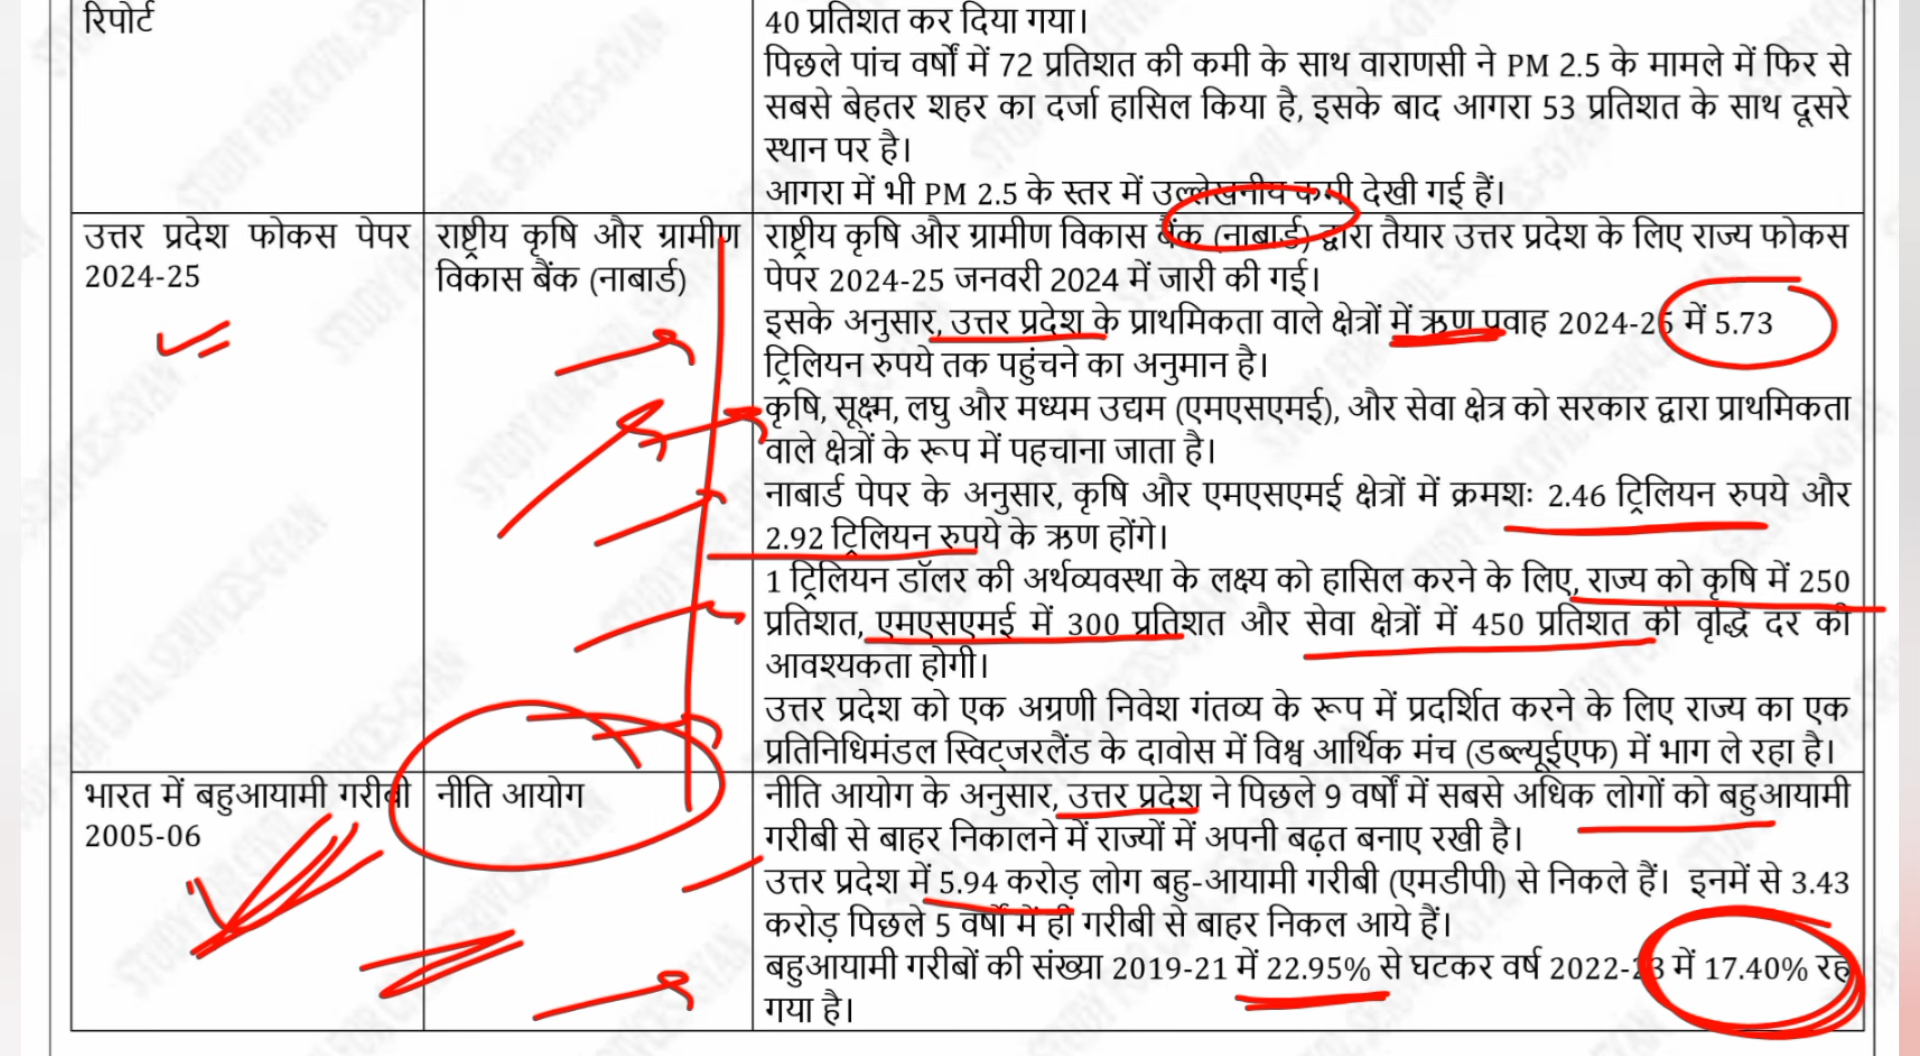 रिपोर्ट
40 प्रतिशत कर दिया गया।
पिछले पांच वर्षों में 72 प्रतिशत की कमी के साथ वाराणसी ने PM 2.5 के मामले में फिर से
सबसे बेहतर शहर का दर्जा हासिल किया है, इसके बाद आगरा 53 प्रतिशत के साथ दूसरे
स्थान पर है।
आगरा में भी PM 2.5 के स्तर में उल्लेखनीय कमी देखी गई हैं।
उत्तर प्रदेश फोकस पेपर
2024-25
राष्ट्रीय कृषि और ग्रामीण
विकास बैंक (नाबार्ड)
राष्ट्रीय कृषि और ग्रामीण विकास बैंक (नाबार्ड) द्वारा तैयार उत्तर प्रदेश के लिए राज्य फोकस
पेपर 2024-25 जनवरी 2024 में जारी की गई।
इसके अनुसार, उत्तर प्रदेश के प्राथमिकता वाले क्षेत्रों में ऋण प्रवाह 2024-25 में 5.73
ट्रिलियन रुपये तक पहुंचने का अनुमान है।
कृषि, सूक्ष्म, लघु और मध्यम उद्यम (एमएसएमई), और सेवा क्षेत्र को सरकार द्वारा प्राथमिकता
वाले क्षेत्रों के रूप में पहचाना जाता है।
नाबार्ड पेपर के अनुसार, कृषि और एमएसएमई क्षेत्रों में क्रमशः 2.46 ट्रिलियन रुपये और
2.92 ट्रिलियन रुपये के ऋण होंगे।
1 ट्रिलियन डॉलर की अर्थव्यवस्था के लक्ष्य को हासिल करने के लिए, राज्य को कृषि में 250
प्रतिशत, एमएसएमई में 300 प्रतिशत और सेवा क्षेत्रों में 450 प्रतिशत की वृद्धि दर की
आवश्यकता होगी।
उत्तर प्रदेश को एक अग्रणी निवेश गंतव्य के रूप में प्रदर्शित करने के लिए राज्य का एक
प्रतिनिधिमंडल स्विट्जरलैंड के दावोस में विश्व आर्थिक मंच (डब्ल्यूईएफ) में भाग ले रहा है।
भारत में बहुआयामी गरीबी
2005-06
नीति आयोग
नीति आयोग के अनुसार, उत्तर प्रदेश ने पिछले 9 वर्षों में सबसे अधिक लोगों को बहुआयामी
गरीबी से बाहर निकालने में राज्यों में अपनी बढ़त बनाए रखी है।
उत्तर प्रदेश में 5.94 करोड़ लोग बहु-आयामी गरीबी (एमडीपी) से निकले हैं। इनमें से 3.43
करोड़ पिछले 5 वर्षों में ही गरीबी से बाहर निकल आये हैं।
बहुआयामी गरीबों की संख्या 2019-21 में 22.95% से घटकर वर्ष 2022-23 में 17.40% रह
गया है।